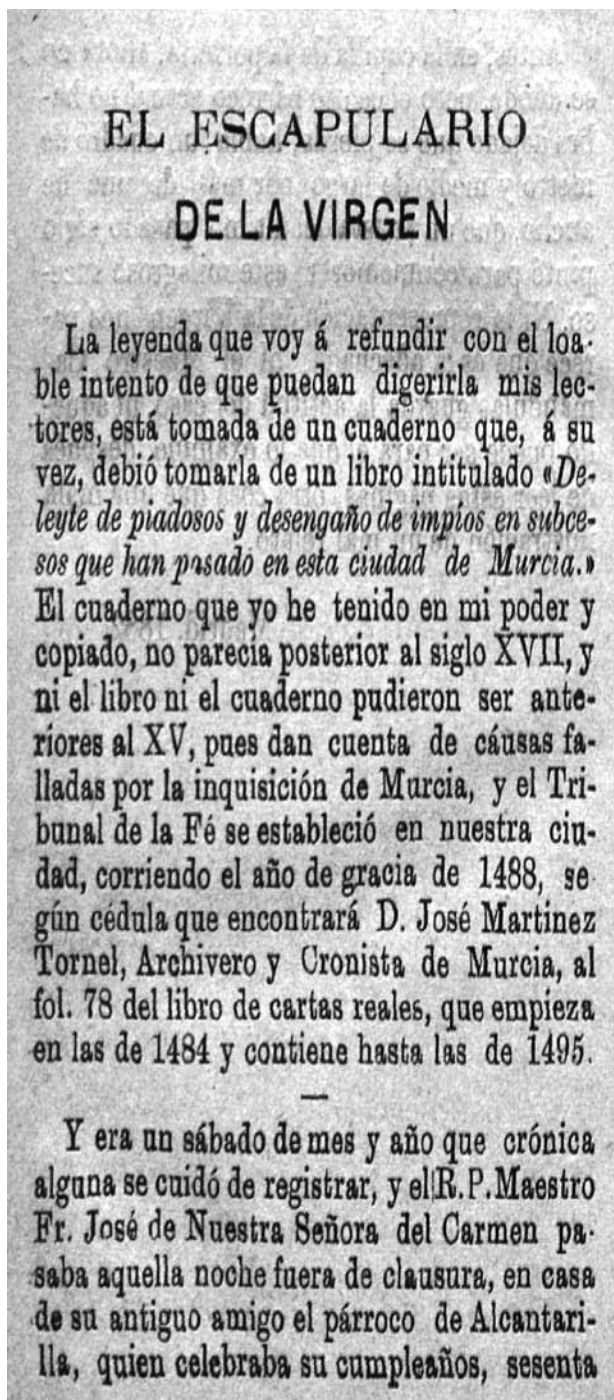 EL ESCAPULARIO
DE LA VIRGEN
La leyenda que voy á refundir con el loa-
ble intento de que puedan digerirla mis lec-
tores, está tomada de un cuaderno que, á su
vez, debió tomarla de un libro intitulado «De-
leyte de piadosos y desengaño de impíos en subce-
sos que han pasado en esta ciudad de Murcia.»
El cuaderno que yo he tenido en mi poder y
copiado, no parecia posterior al siglo XVII, y
ni el libro ni el cuaderno pudieron ser ante-
riores al XV, pues dan cuenta de cáusas fa-
lladas por la inquisición de Murcia, y el Tri-
bunal de la Fé se estableció en nuestra ciu-
dad, corriendo el año de gracia de 1488, se
gún cédula que encontrará D. José Martinez
Tornel, Archivero y Cronista de Murcia, al
fol. 78 del libro de cartas reales, que empieza
en las de 1484 y contiene hasta las de 1495.
Y era un sábado de mes y año que crónica
alguna se cuidó de registrar, y el R. P. Maestro
Fr. José de Nuestra Señora del Carmen pa-
saba aquella noche fuera de clausura, en casa
de su antiguo amigo el párroco de Alcantari-
lla, quien celebraba su cumpleaños, sesenta